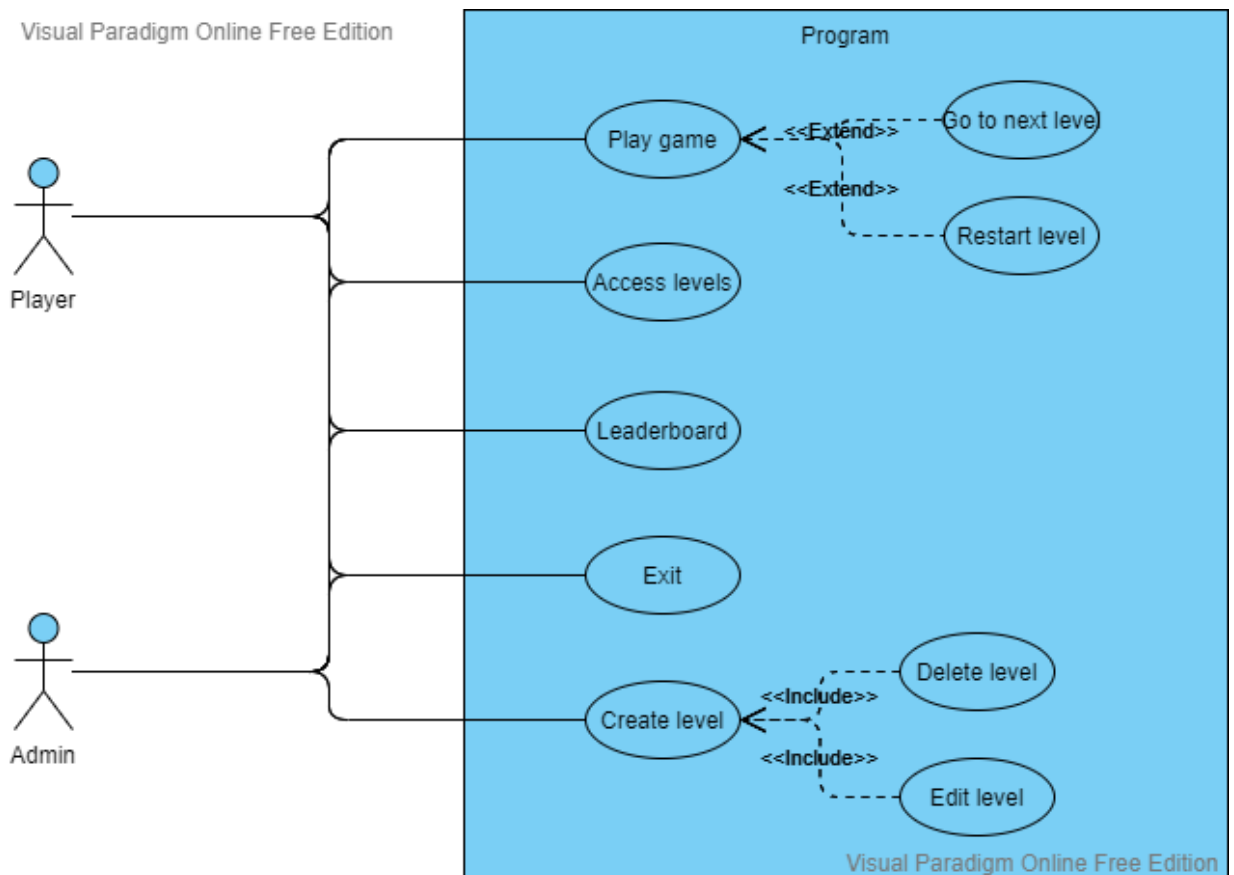 Visual Paradigm Online Free Edition
Program
Play game
<<Extend>>
Go to next level
<<Extend>>
Restart level
Player
Access levels
Leaderboard
Exit
Delete level
<<Include>>
Create level
<<Include>>
Admin
Edit level
Visual Paradigm Online Free Edition